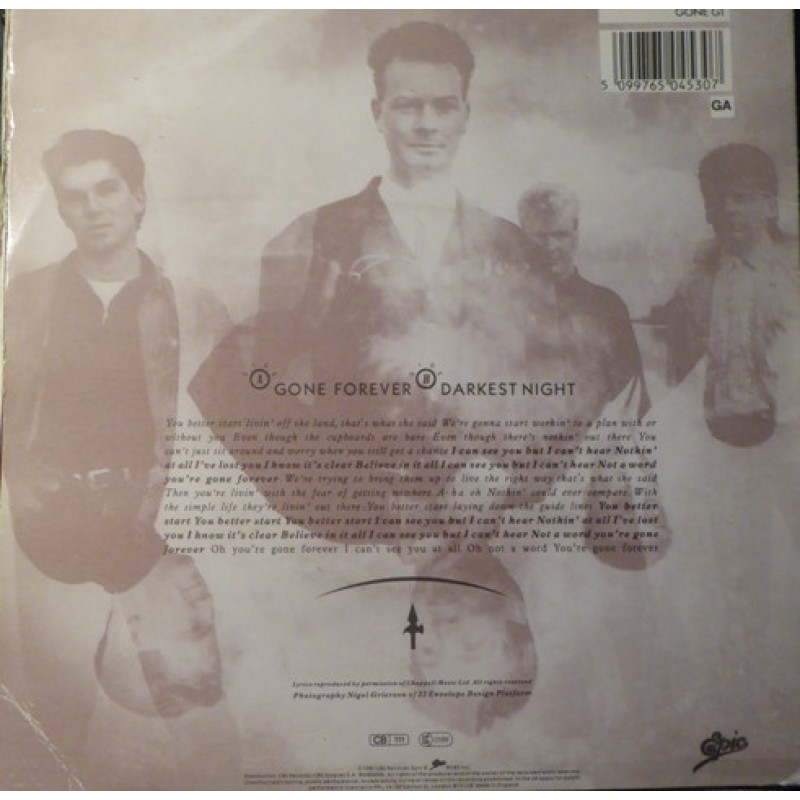 GONE G1
5 099765 045307
GA
A GONE FOREVER B DARKEST NIGHT
You better start livin' off the land, that's what she said We're gonna start workin' to a plan with or
without you Even though the cupboards are bare Even though there's nothin' out there You
can't just sit around and worry when you still got a chance I can see you but I can't hear Nothin'
at all I've lost you I know it's clear Believe in it all I can see you but I can't hear Not a word
you're gone forever We're trying to bring them up to live the right way that's what she said
Then you're livin' with the fear of getting nowhere A-ha oh Nothin' could ever compare With
the simple life they're livin' out there You better start laying down the guide lines You better
start You better start You better start I can see you but I can't hear Nothin' at all I've lost
you I know it's clear Believe in it all I can see you but I can't hear Not a word you're gone
forever Oh you're gone forever I can't see you at all Oh not a word You're gone forever
Lyrics reproduced by permission of Chappell Music Ltd All rights reserved
Photography Nigel Grierson of 23 Envelope Design Platform
CB 111
Epic